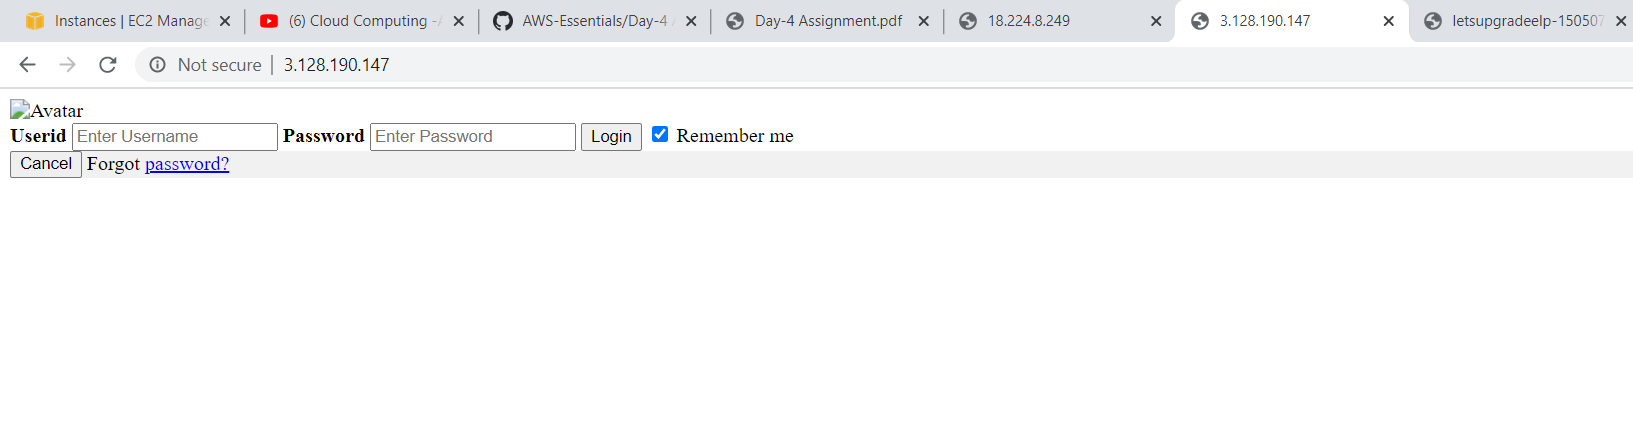 Instances | EC2 Manage (6) Cloud Computing - AWS-Essentials/Day-4 Day-4 Assignment.pdf 18.224.8.249 3.128.190.147 letsupgradeelp-150507
Not secure | 3.128.190.147
Avatar
Userid Enter Username Password Enter Password Login Remember me
Cancel Forgot password?